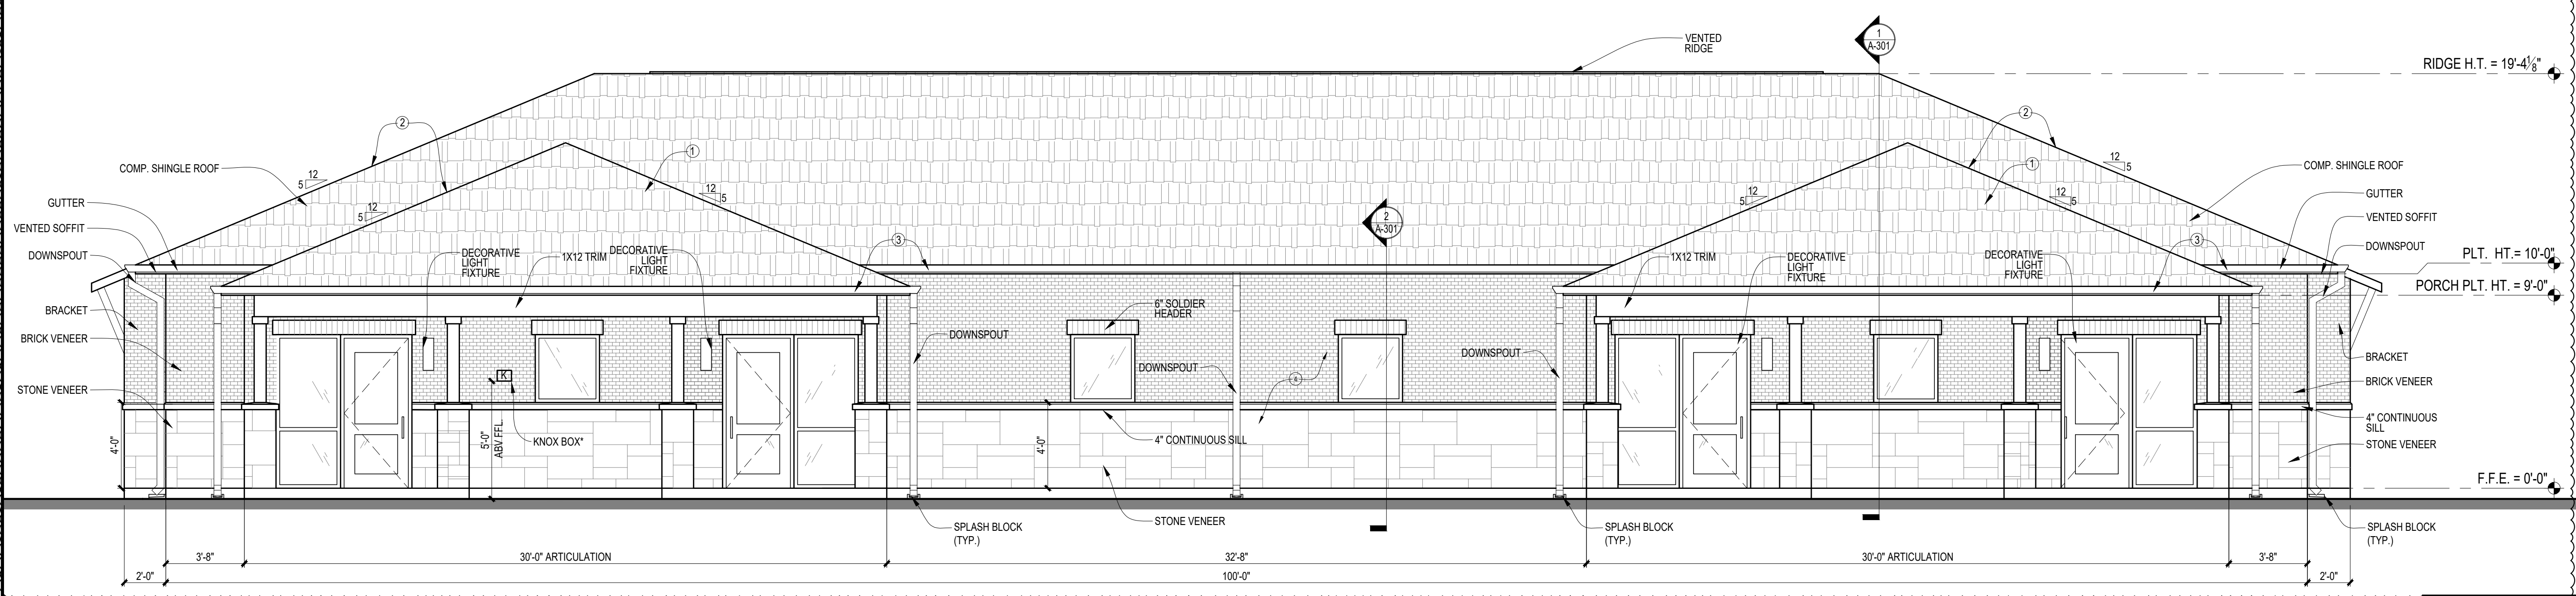 VENTED
RIDGE
1
A-301
RIDGE H.T. = 19'-4⅛"
2
2
COMP. SHINGLE ROOF
12
5
12
5
1
12
5
12
5
1
12
5
12
5
COMP. SHINGLE ROOF
GUTTER
VENTED SOFFIT
DOWNSPOUT
BRACKET
BRICK VENEER
STONE VENEER
4'-0"
DECORATIVE
LIGHT
FIXTURE
1X12 TRIM
DECORATIVE
LIGHT
FIXTURE
3
K
5'-0"
ABV FFL.
KNOX BOX*
DOWNSPOUT
6" SOLDIER
HEADER
DOWNSPOUT
4
2
A-301
4'-0"
4" CONTINUOUS SILL
STONE VENEER
DOWNSPOUT
1X12 TRIM
DECORATIVE
LIGHT
FIXTURE
DECORATIVE
LIGHT
FIXTURE
3
GUTTER
VENTED SOFFIT
DOWNSPOUT
PLT. HT.= 10'-0"
PORCH PLT. HT. = 9'-0"
BRACKET
BRICK VENEER
4" CONTINUOUS
SILL
STONE VENEER
F.F.E. = 0'-0"
SPLASH BLOCK
(TYP.)
SPLASH BLOCK
(TYP.)
SPLASH BLOCK
(TYP.)
3'-8"
30'-0" ARTICULATION
32'-8"
30'-0" ARTICULATION
3'-8"
2'-0"
100'-0"
2'-0"